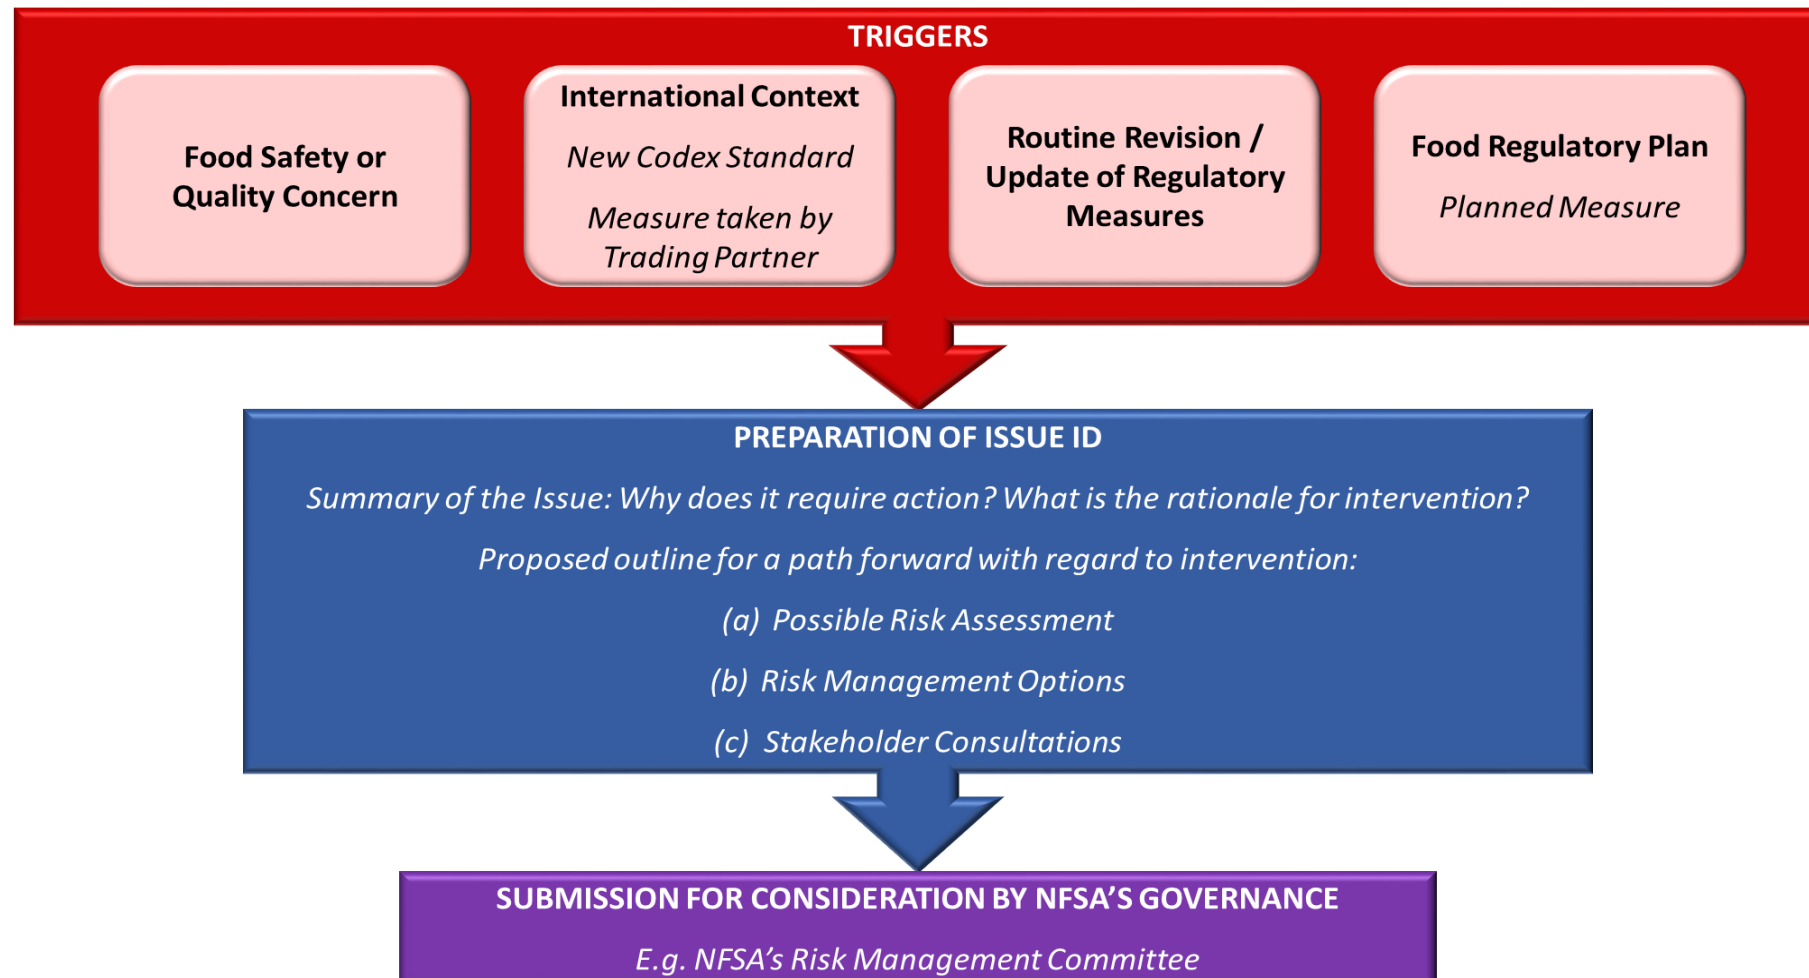 TRIGGERS
Food Safety or
Quality Concern
International Context
New Codex Standard
Measure taken by
Trading Partner
Routine Revision /
Update of Regulatory
Measures
Food Regulatory Plan
Planned Measure
PREPARATION OF ISSUE ID
Summary of the Issue: Why does it require action? What is the rationale for intervention?
Proposed outline for a path forward with regard to intervention:
(a) Possible Risk Assessment
(b) Risk Management Options
(c) Stakeholder Consultations
SUBMISSION FOR CONSIDERATION BY NFSA’S GOVERNANCE
E.g. NFSA’s Risk Management Committee